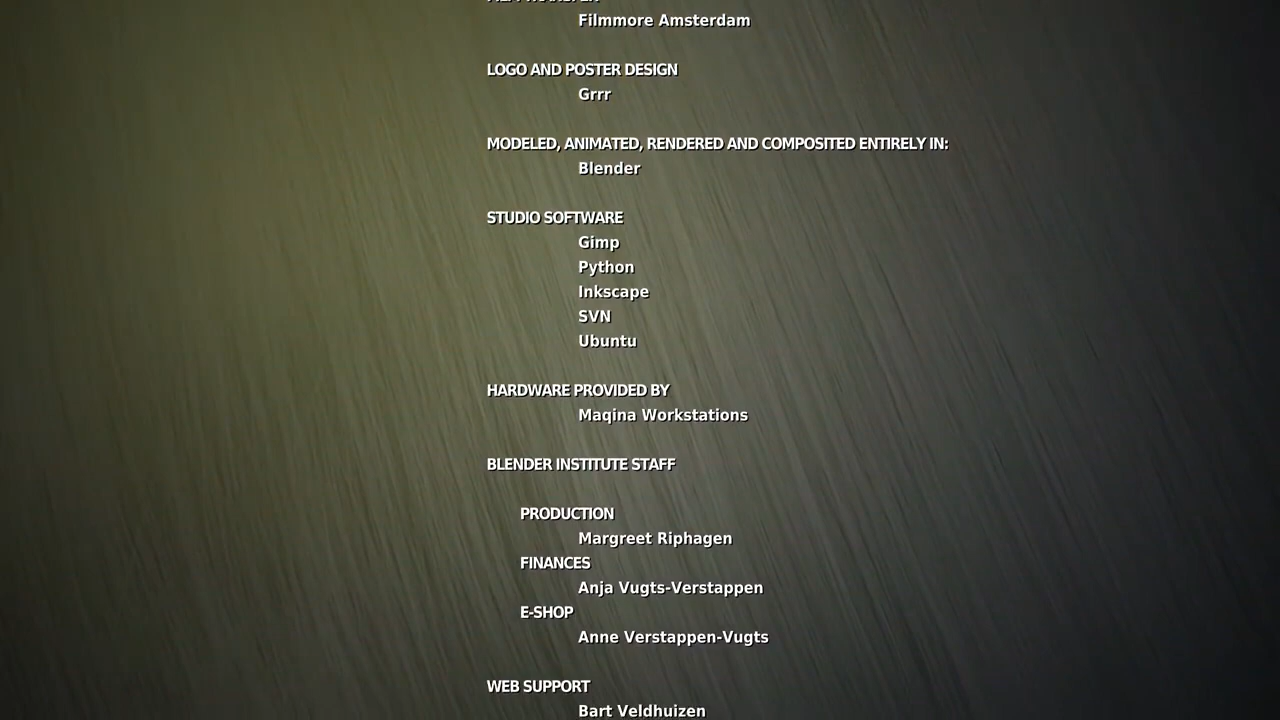 Filmmore Amsterdam
LOGO AND POSTER DESIGN
Grrr
MODELED, ANIMATED, RENDERED AND COMPOSITED ENTIRELY IN:
Blender
STUDIO SOFTWARE
Gimp
Python
Inkscape
SVN
Ubuntu
HARDWARE PROVIDED BY
Maqina Workstations
BLENDER INSTITUTE STAFF
PRODUCTION
Margreet Riphagen
FINANCES
Anja Vugts-Verstappen
E-SHOP
Anne Verstappen-Vugts
WEB SUPPORT
Bart Veldhuizen